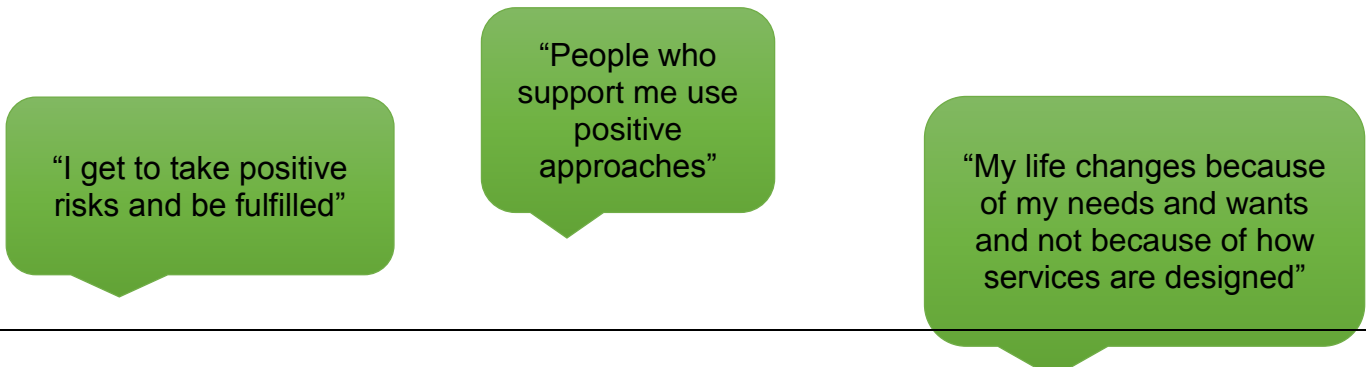 “I get to take positive
risks and be fulfilled”
“People who
support me use
positive
approaches”
“My life changes because
of my needs and wants
and not because of how
services are designed”